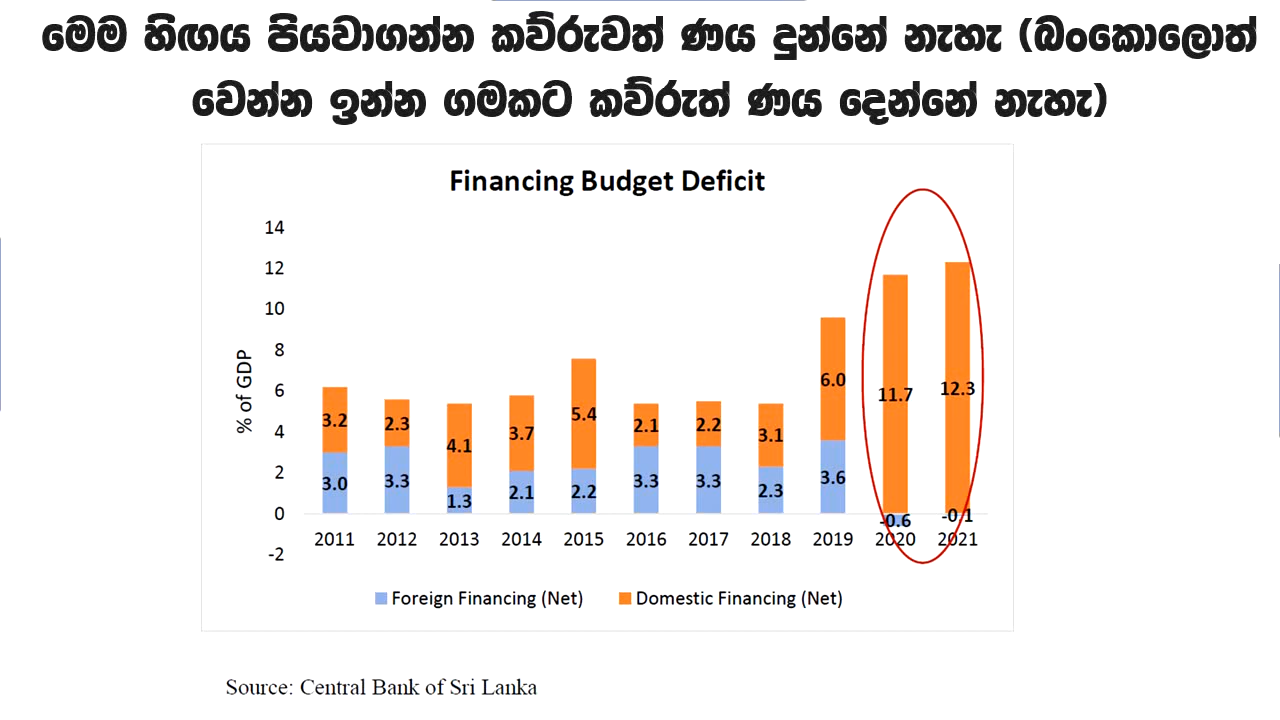 මෙම හිඟය පියවාගන්න කව්රුවත් ණය දුන්නේ නැහැ (බංකොලොත්
වෙන්න ඉන්න ගමකට කව්රුත් ණය දෙන්නේ නැහැ)
Financing Budget Deficit
% of GDP
14
12
10
8
6
4
2
0
-2
3.2 2.3 4.1 3.7 5.4 2.1 2.2 3.1 6.0 11.7 12.3
3.0 3.3 1.3 2.1 2.2 3.3 3.3 2.3 3.6 -0.6 -0.1
2011 2012 2013 2014 2015 2016 2017 2018 2019 2020 2021
Foreign Financing (Net) Domestic Financing (Net)
Source: Central Bank of Sri Lanka